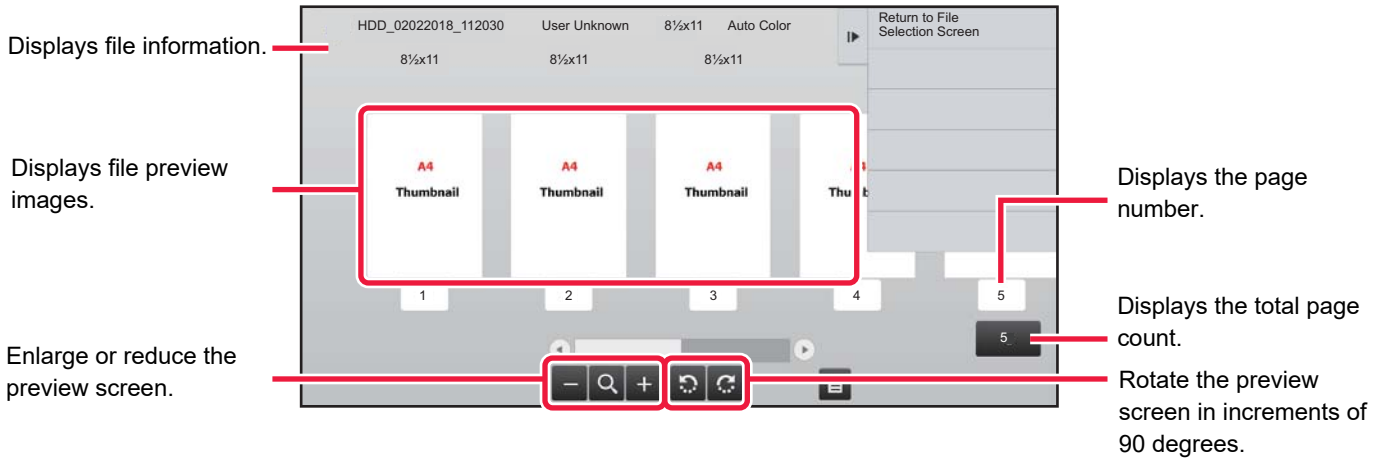 Displays file information.
HDD_02022018_112030 User Unknown 8½x11 Auto Color
8½x11 8½x11 8½x11
Return to File
Selection Screen
Displays file preview
images.
A4
Thumbnail
A4
Thumbnail
A4
Thumbnail
1 2 3 4 5
5
Displays the page
number.
Displays the total page
count.
Enlarge or reduce the
preview screen.
Rotate the preview
screen in increments of
90 degrees.